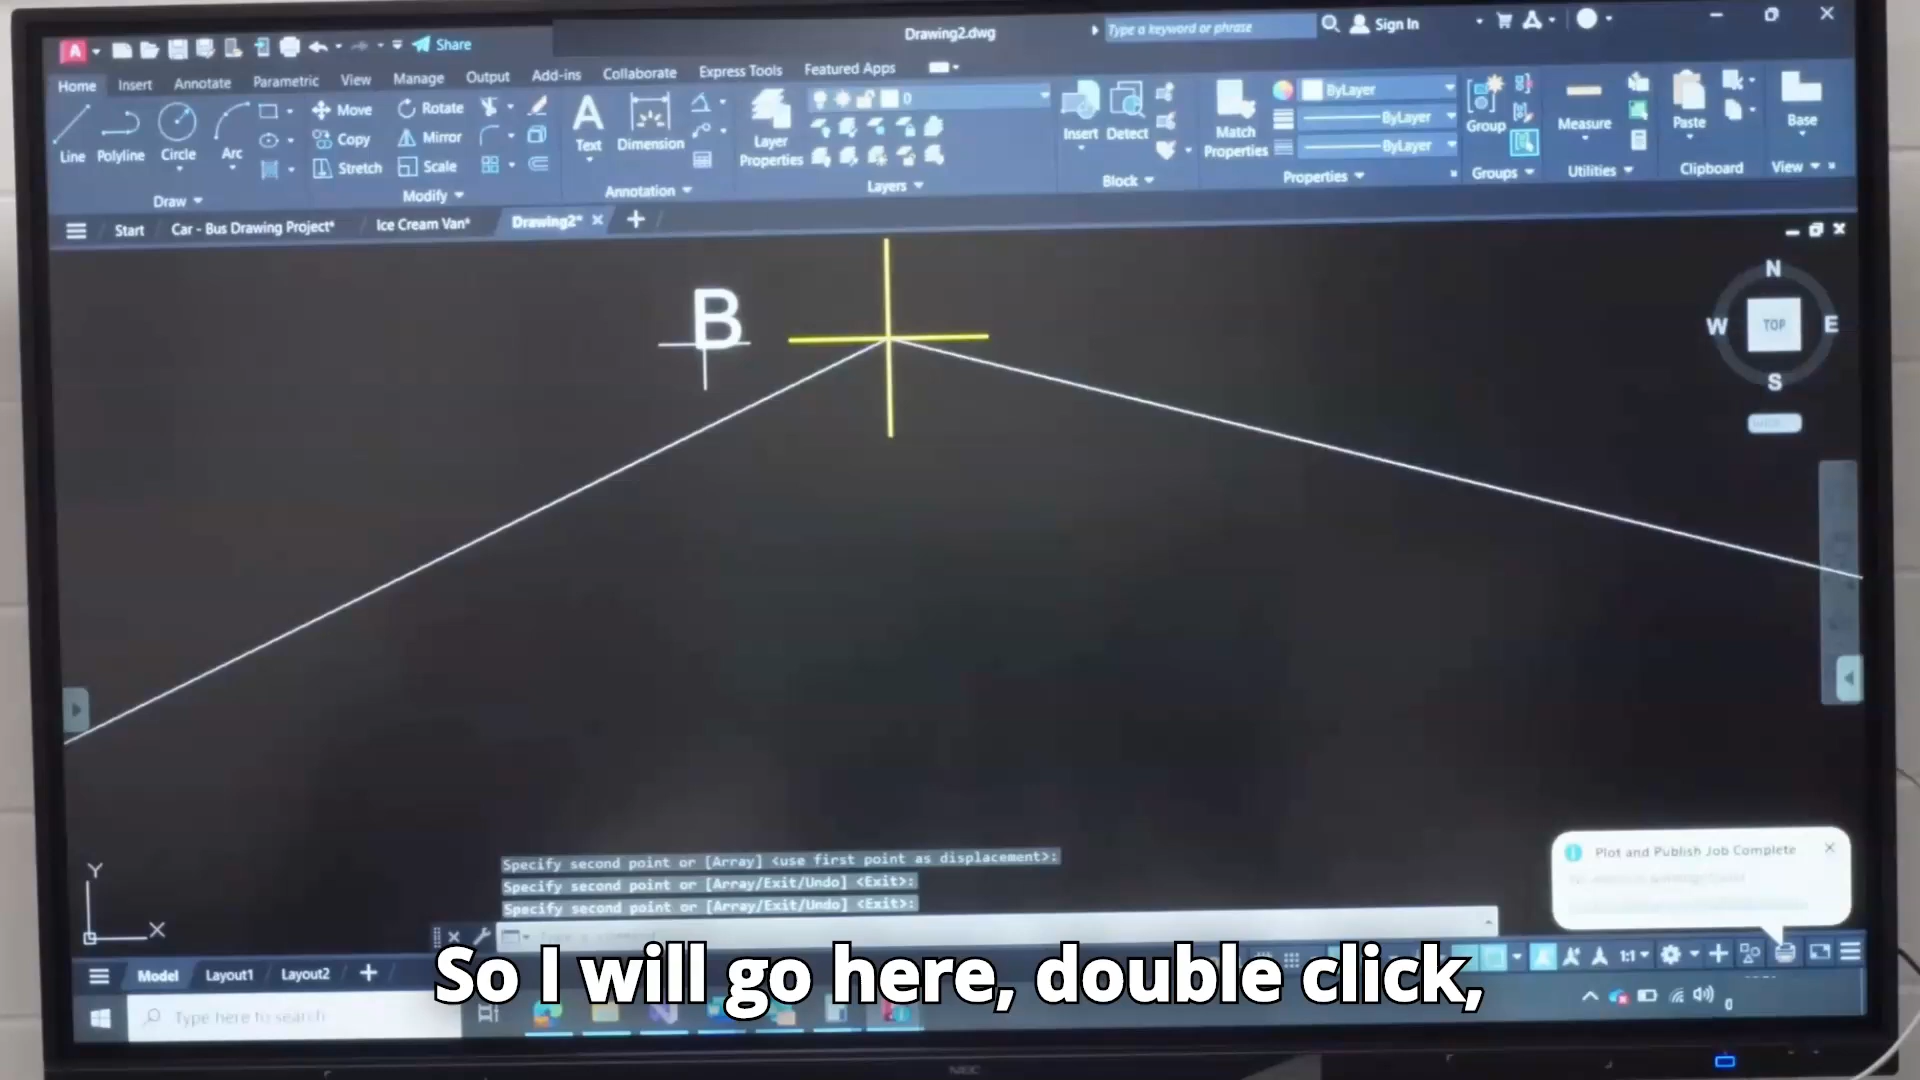 Drawing2.dwg
Type a keyword or phrase
Sign In
Share
Home Insert Annotate Parametric View Manage Output Add-ins Collaborate Express Tools Featured Apps
Line Polyline Circle Arc
Move Rotate
Copy Mirror
Stretch Scale
Text Dimension
Layer Properties
0
Insert Detect
Match Properties
ByLayer
ByLayer
ByLayer
Group Measure Paste Base
Draw Modify Annotation Layers Block Properties Groups Utilities Clipboard View
Start Car - Bus Drawing Project* Ice Cream Van* Drawing2*
B
N
W TOP E
S
Specify second point or [Array] <use first point as displacement>:
Specify second point or [Array/Exit/Undo] <Exit>:
Specify second point or [Array/Exit/Undo] <Exit>:
Plot and Publish Job Complete
Y
X
Model Layout1 Layout2
1:1
So I will go here, double click,
Type here to search
NEC